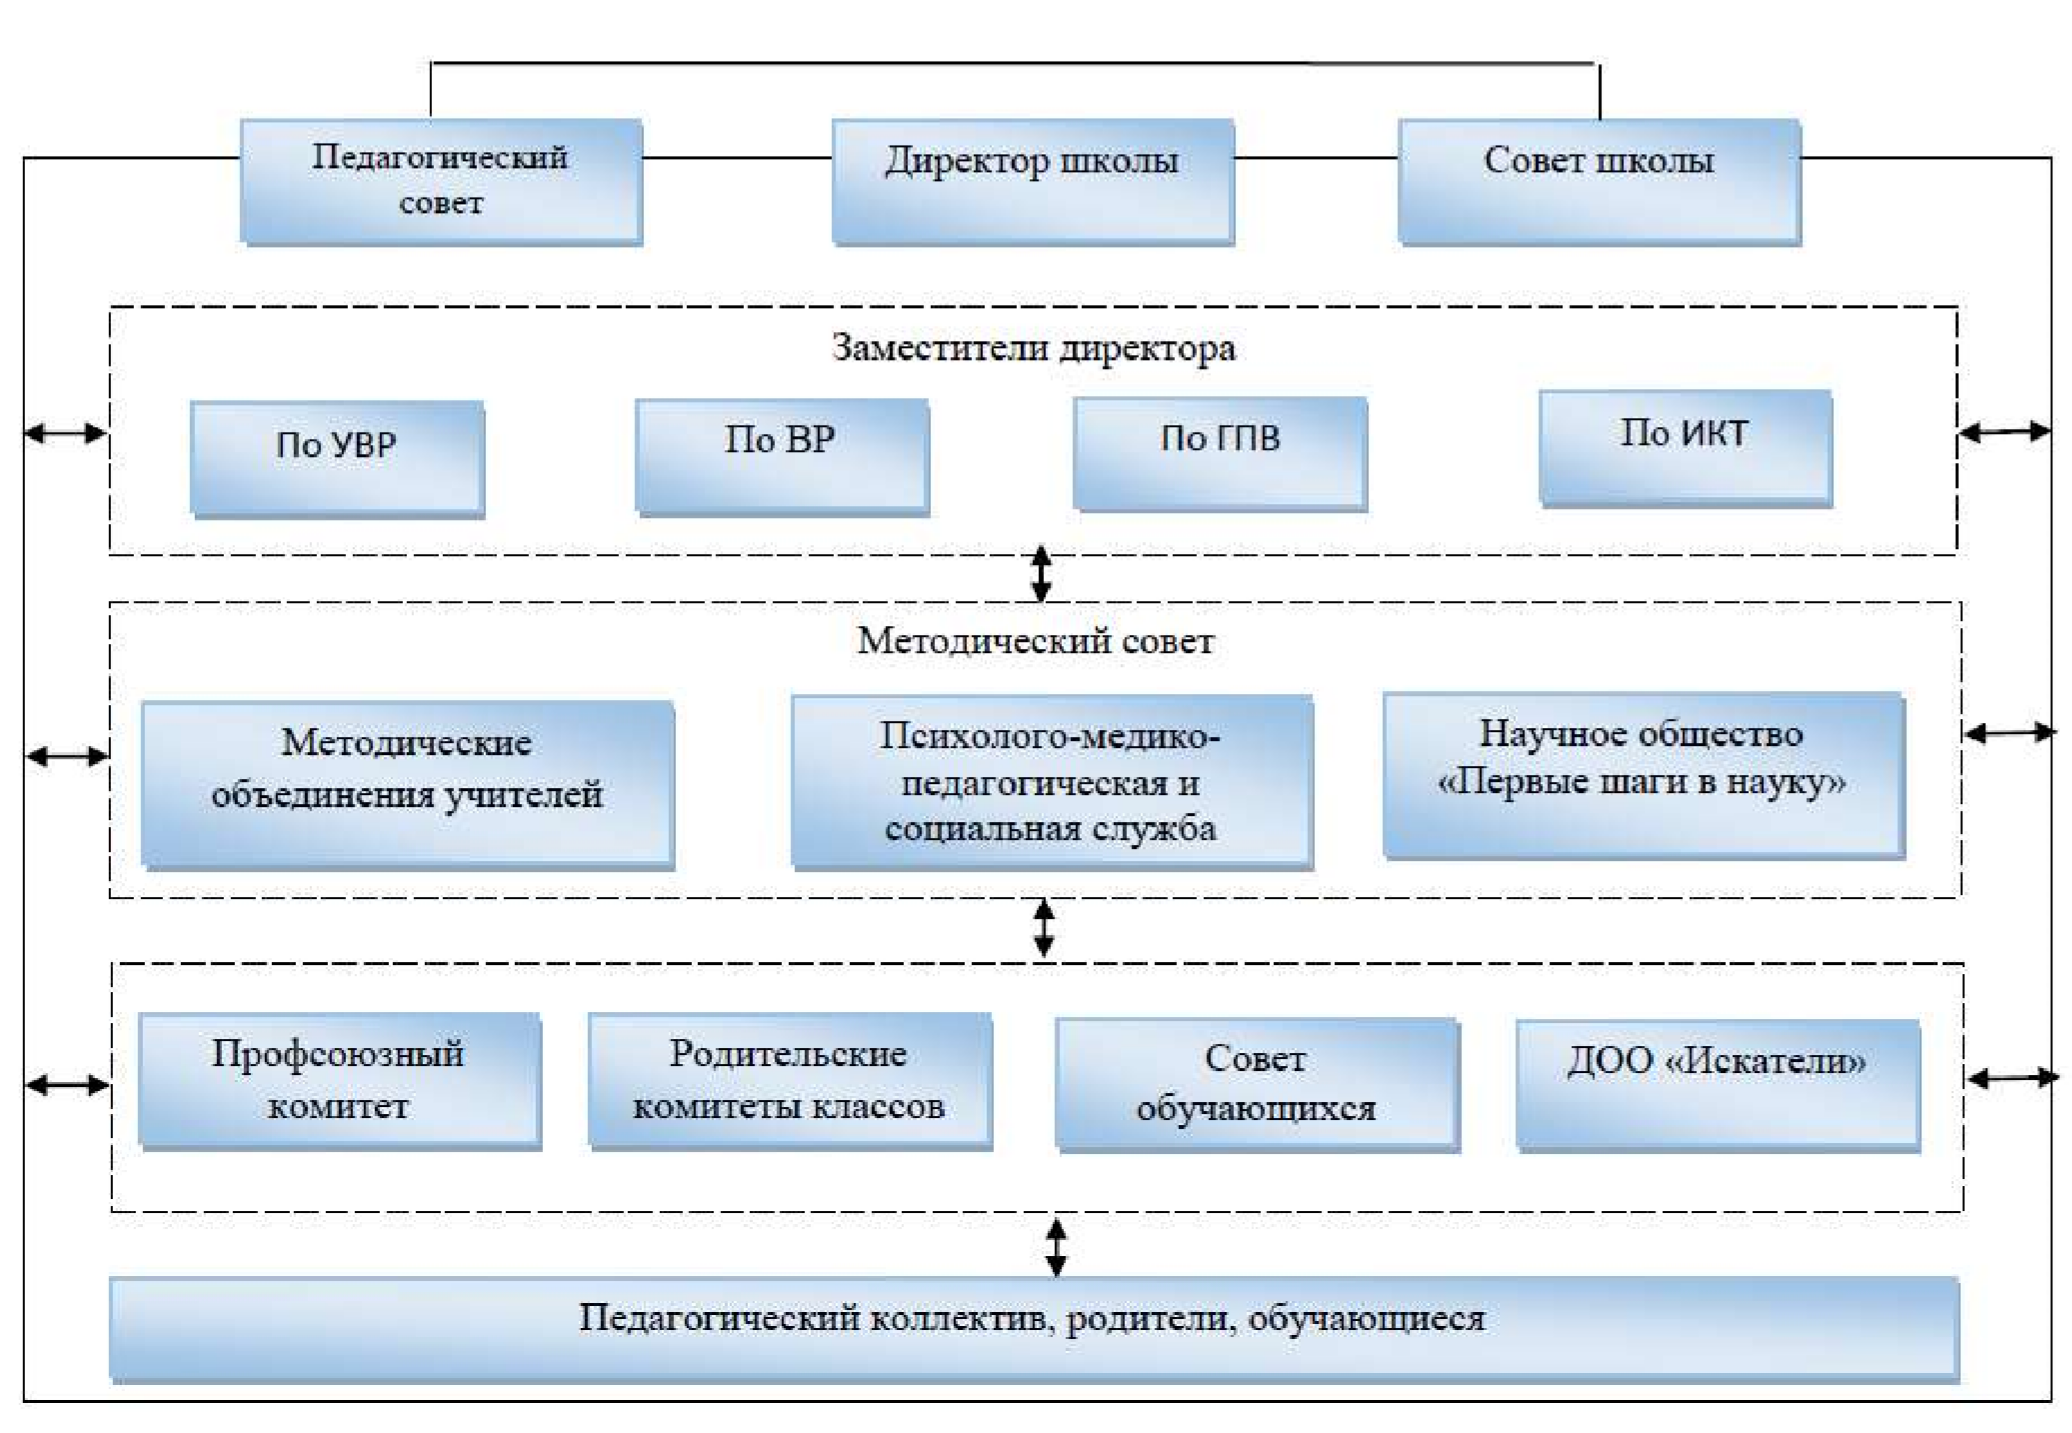 Педагогический
совет
Директор школы
Совет школы
Заместители директора
По УВР
По ВР
По ГПВ
По ИКТ
Методический совет
Методические
объединения учителей
Психолого-медико-
педагогическая и
социальная служба
Научное общество
«Первые шаги в науку»
Профсоюзный
комитет
Родительские
комитеты классов
Совет
обучающихся
ДОО «Искатели»
Педагогический коллектив, родители, обучающиеся